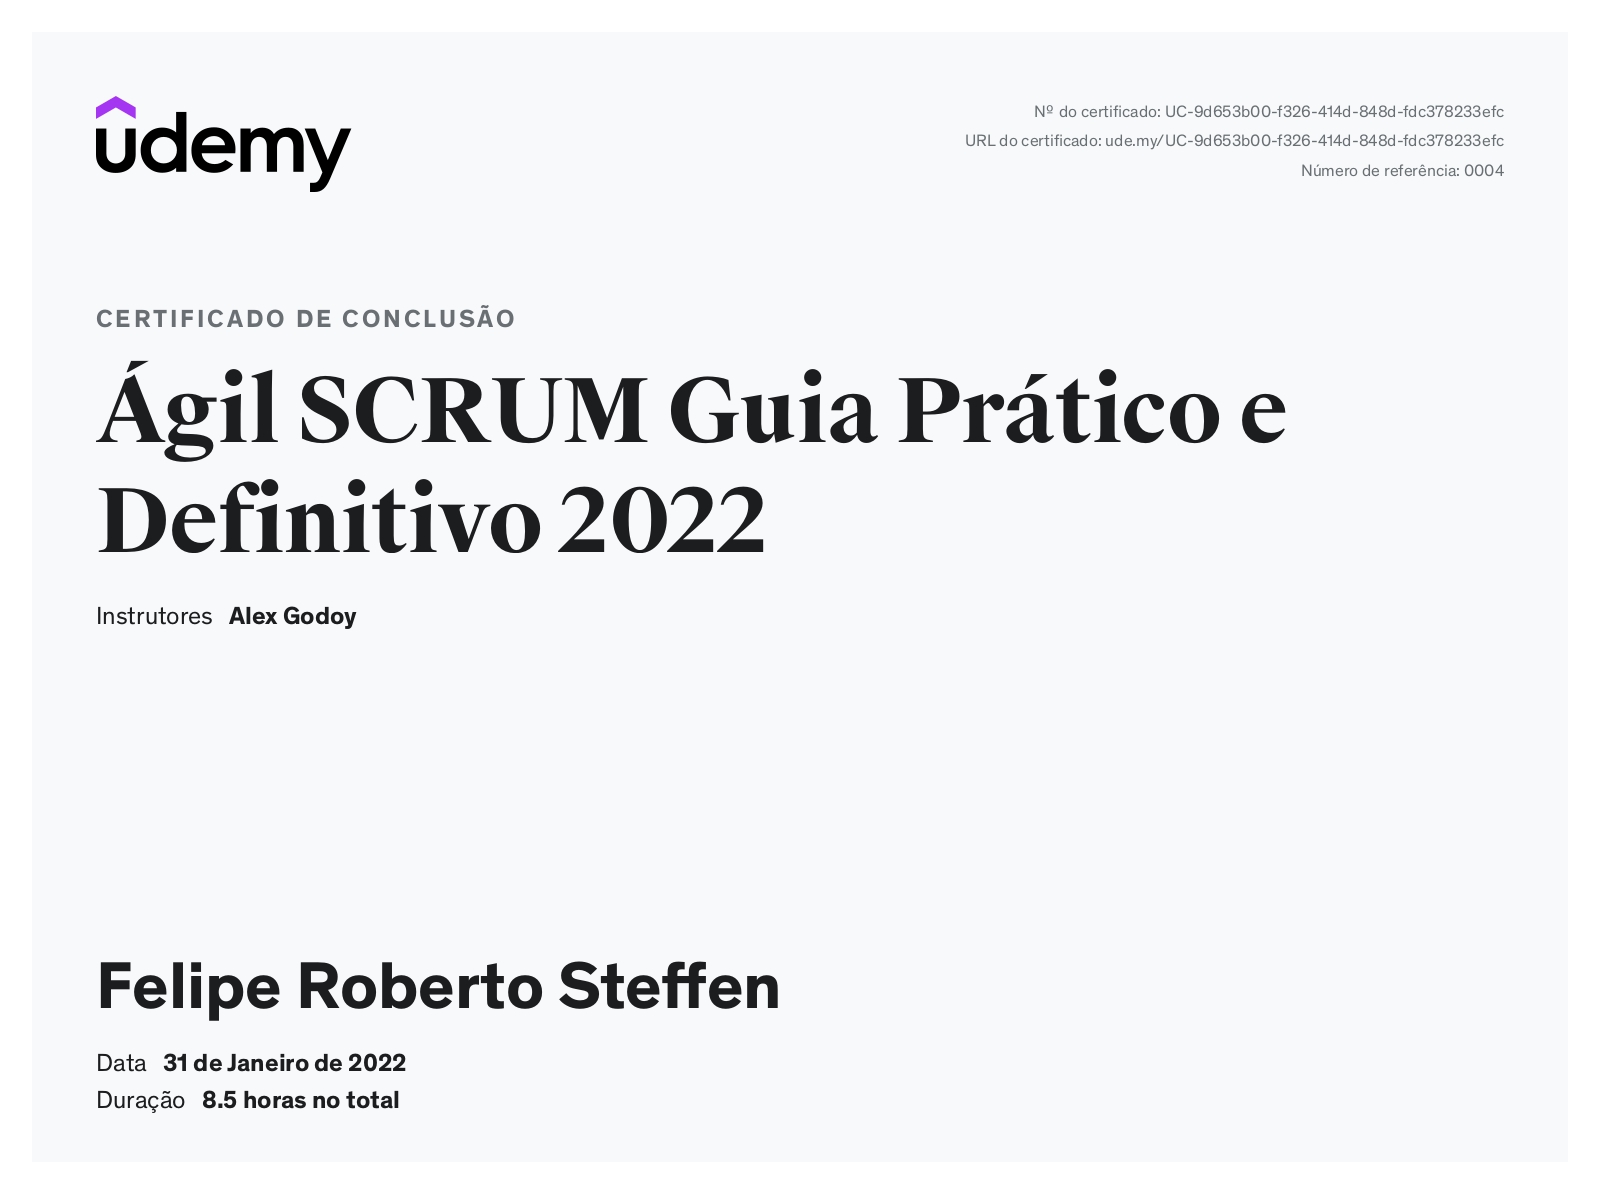 udemy
Nº do certificado: UC-9d653b00-f326-414d-848d-fdc378233efc
URL do certificado: ude.my/UC-9d653b00-f326-414d-848d-fdc378233efc
Número de referência: 0004
CERTIFICADO DE CONCLUSÃO
Ágil SCRUM Guia Prático e
Definitivo 2022
Instrutores Alex Godoy
Felipe Roberto Steffen
Data 31 de Janeiro de 2022
Duração 8.5 horas no total